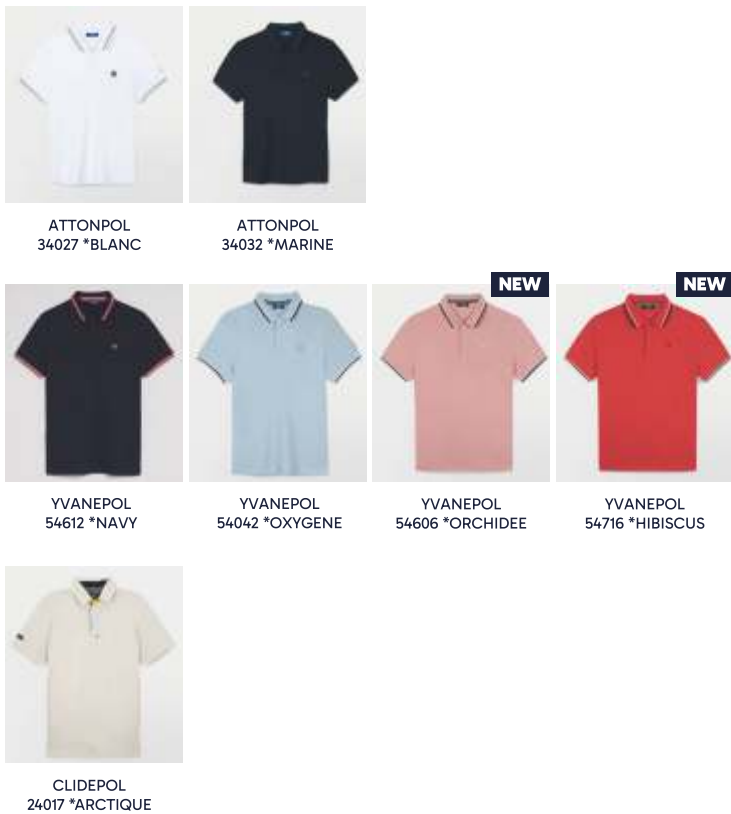 ATTONPOL
34027 *BLANC
ATTONPOL
34032 *MARINE
NEW
NEW
YVANEPOL
54612 *NAVY
YVANEPOL
54042 *OXYGENE
YVANEPOL
54606 *ORCHIDEE
YVANEPOL
54716 *HIBISCUS
CLIDEPOL
24017 *ARCTIQUE